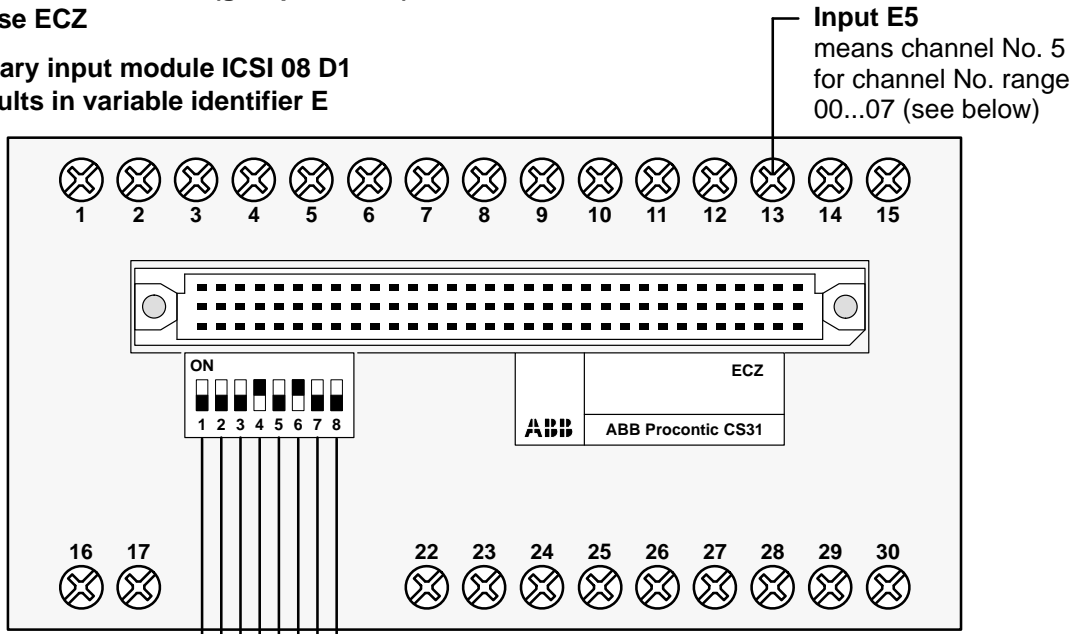 se ECZ
ary input module ICSI 08 D1
ults in variable identifier E
Input E5
means channel No. 5
for channel No. range
00...07 (see below)
1 2 3 4 5 6 7 8 9 10 11 12 13 14 15
ON
1 2 3 4 5 6 7 8
ECZ
ABB
ABB Procontic CS31
16 17 22 23 24 25 26 27 28 29 30